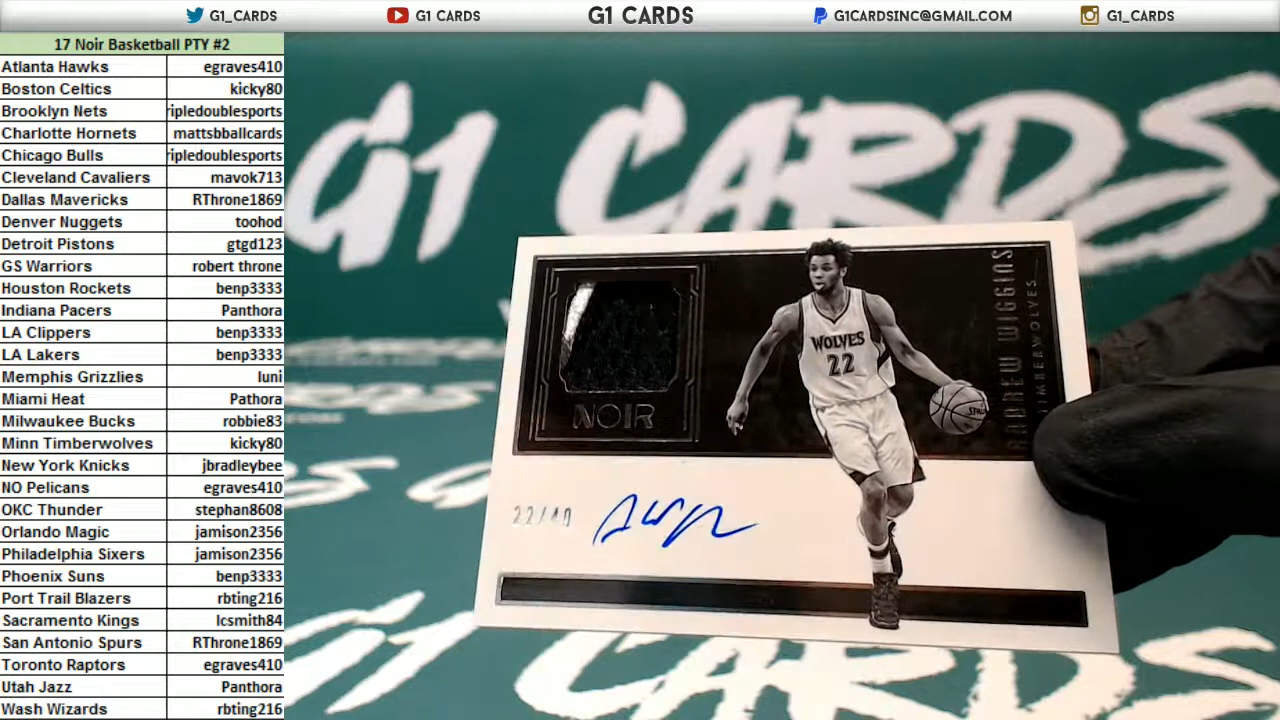 G1_CARDS
G1 CARDS
G1 CARDS
G1CARDSINC@GMAIL.COM
G1_CARDS
17 Noir Basketball PTY #2
Atlanta Hawks egraves410
Boston Celtics kicky80
Brooklyn Nets ripledoublesports
Charlotte Hornets mattsbballcards
Chicago Bulls ripledoublesports
Cleveland Cavaliers mavok713
Dallas Mavericks RThrone1869
Denver Nuggets toohod
Detroit Pistons gtgd123
GS Warriors robert throne
Houston Rockets benp3333
Indiana Pacers Panthora
LA Clippers benp3333
LA Lakers benp3333
Memphis Grizzlies luni
Miami Heat Pathora
Milwaukee Bucks robbie83
Minn Timberwolves kicky80
New York Knicks jbradleybee
NO Pelicans egraves410
OKC Thunder stephan8608
Orlando Magic jamison2356
Philadelphia Sixers jamison2356
Phoenix Suns benp3333
Port Trail Blazers rbting216
Sacramento Kings lcsmith84
San Antonio Spurs RThrone1869
Toronto Raptors egraves410
Utah Jazz Panthora
Wash Wizards rbting216
G1 CARDS
NOIR
WOLVES
22
ANDREW WIGGINS
TIMBERWOLVES
22/40
G1 CARDS